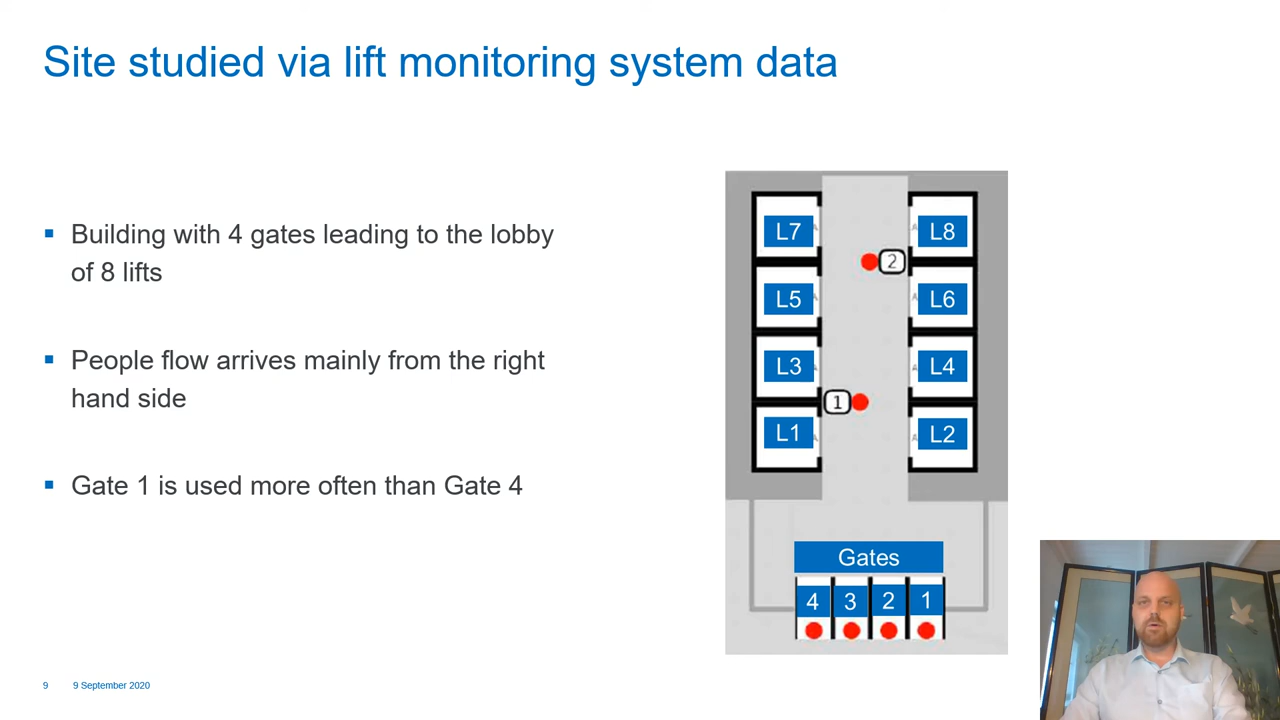 Site studied via lift monitoring system data
▪ Building with 4 gates leading to the lobby
of 8 lifts
▪ People flow arrives mainly from the right
hand side
▪ Gate 1 is used more often than Gate 4
L7 L8
2
L5 L6
L3 L4
1
L1 L2
Gates
4 3 2 1
9 9 September 2020